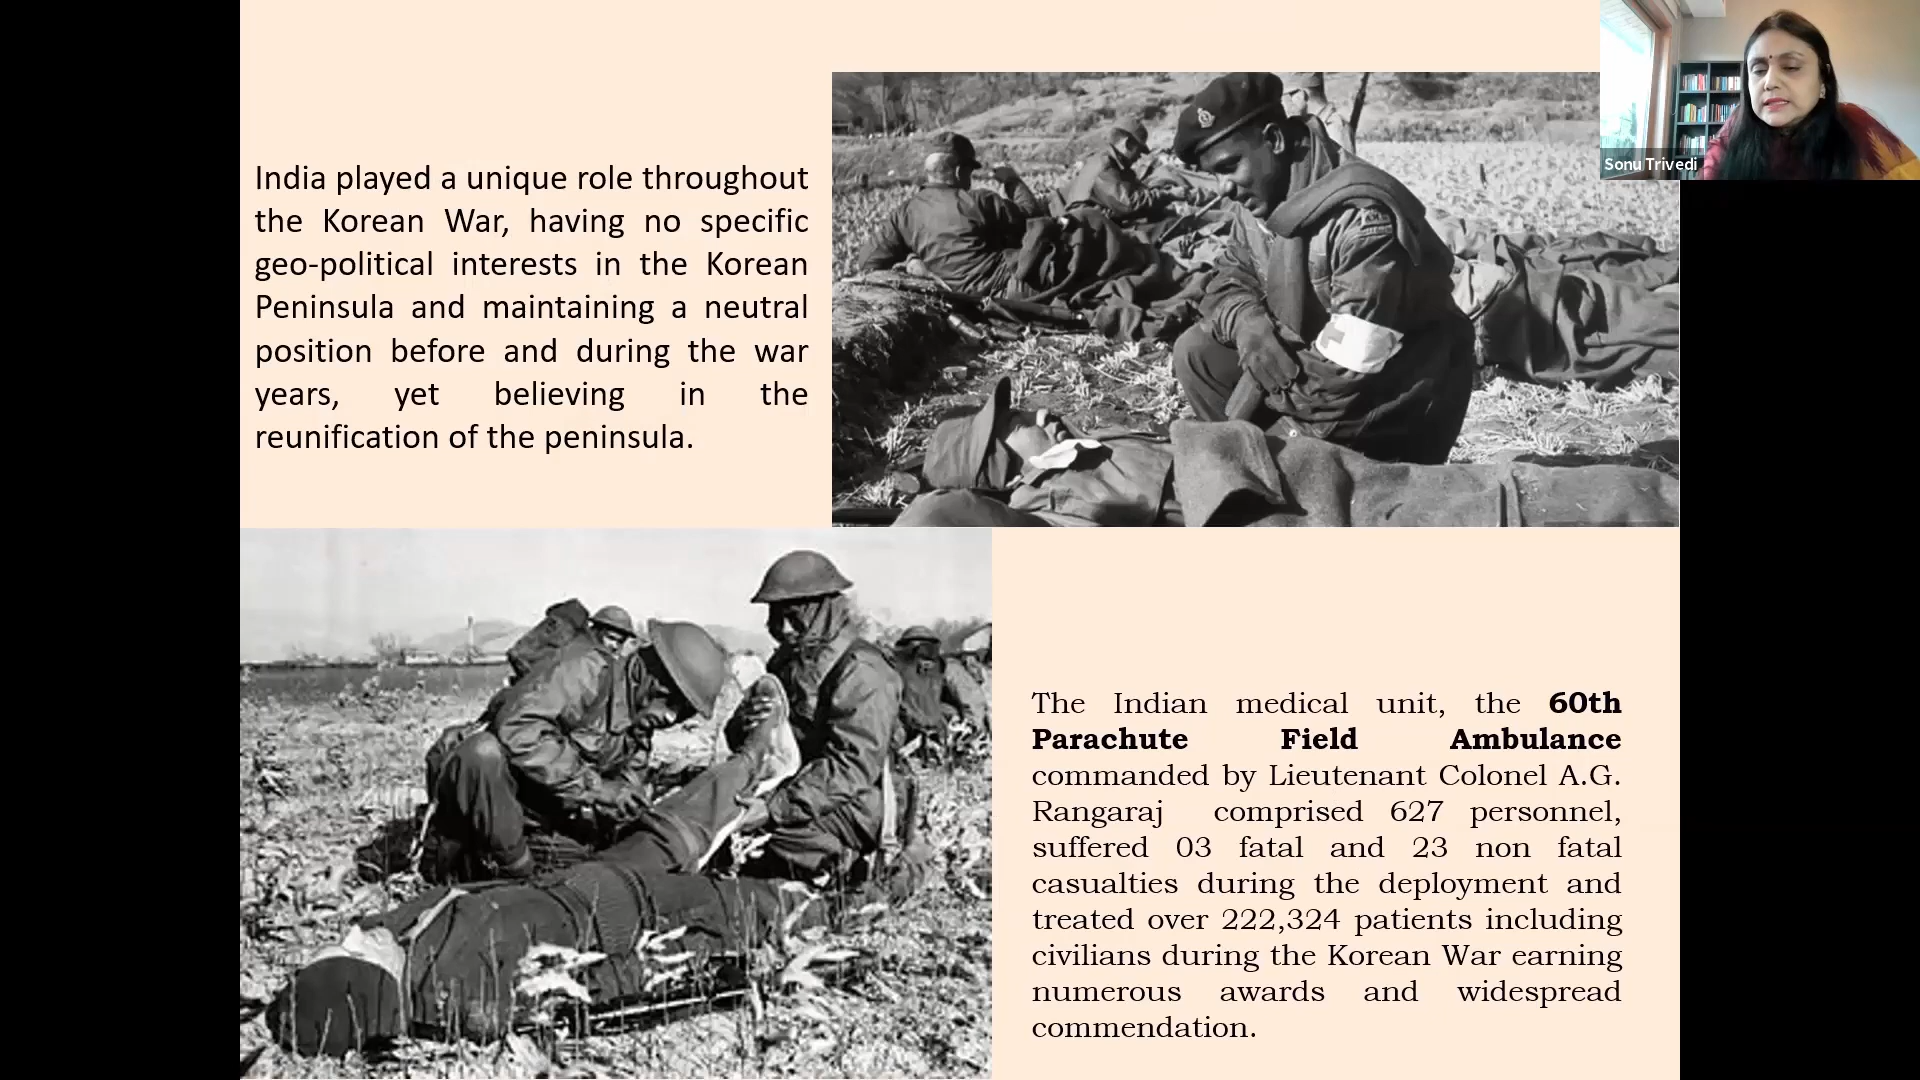 Sonu Trivedi
India played a unique role throughout
the Korean War, having no specific
geo-political interests in the Korean
Peninsula and maintaining a neutral
position before and during the war
years, yet believing in the
reunification of the peninsula.
The Indian medical unit, the 60th
Parachute Field Ambulance
commanded by Lieutenant Colonel A.G.
Rangaraj comprised 627 personnel,
suffered 03 fatal and 23 non fatal
casualties during the deployment and
treated over 222,324 patients including
civilians during the Korean War earning
numerous awards and widespread
commendation.